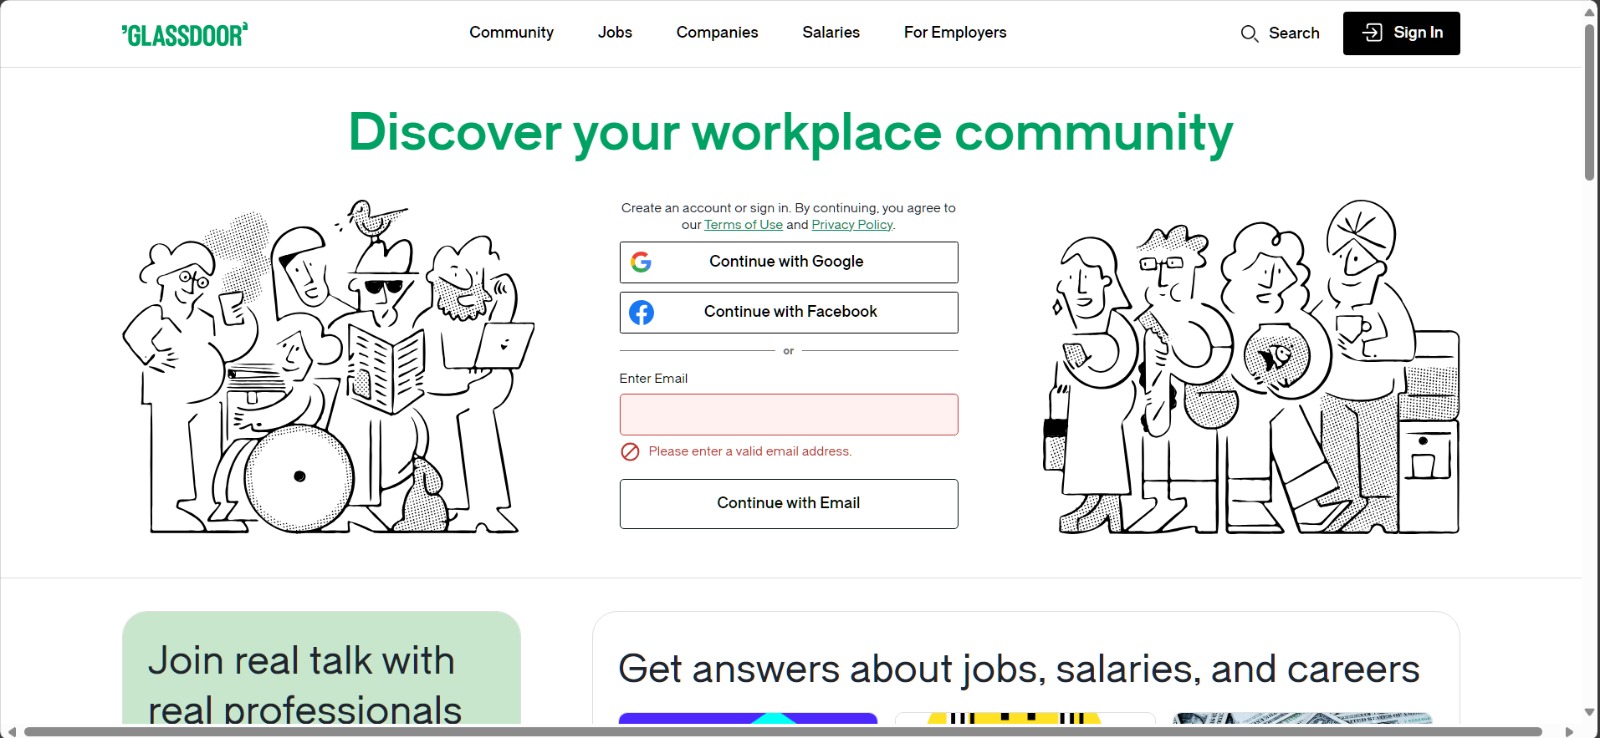 GLASSDOOR
Community
Jobs
Companies
Salaries
For Employers
Search
Sign In
Discover your workplace community
Create an account or sign in. By continuing, you agree to
our Terms of Use and Privacy Policy.
Continue with Google
Continue with Facebook
or
Enter Email
Please enter a valid email address.
Continue with Email
Join real talk with
real professionals
Get answers about jobs, salaries, and careers